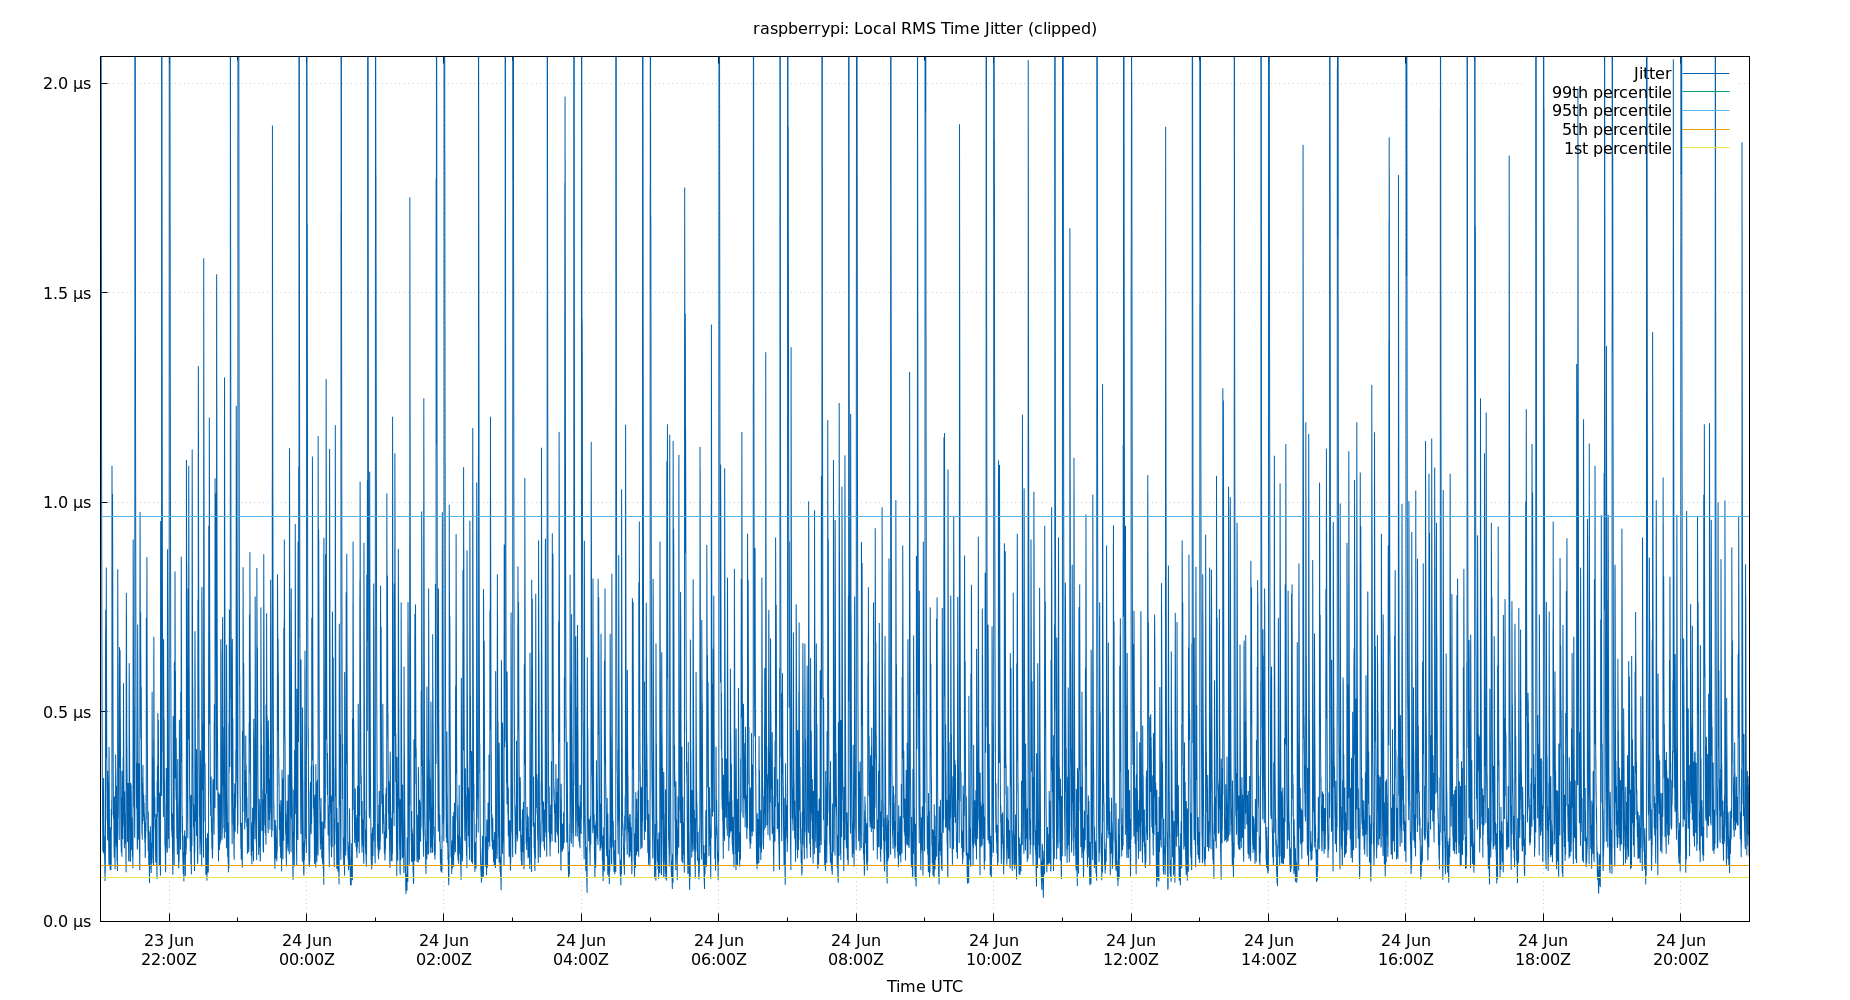 raspberrypi: Local RMS Time Jitter (clipped)
Jitter
99th percentile
95th percentile
5th percentile
1st percentile
2.0 μs
1.5 μs
1.0 μs
0.5 μs
0.0 μs
23 Jun 24 Jun 24 Jun 24 Jun 24 Jun 24 Jun 24 Jun 24 Jun 24 Jun 24 Jun 24 Jun 24 Jun
22:00Z 00:00Z 02:00Z 04:00Z 06:00Z 08:00Z 10:00Z 12:00Z 14:00Z 16:00Z 18:00Z 20:00Z
Time UTC